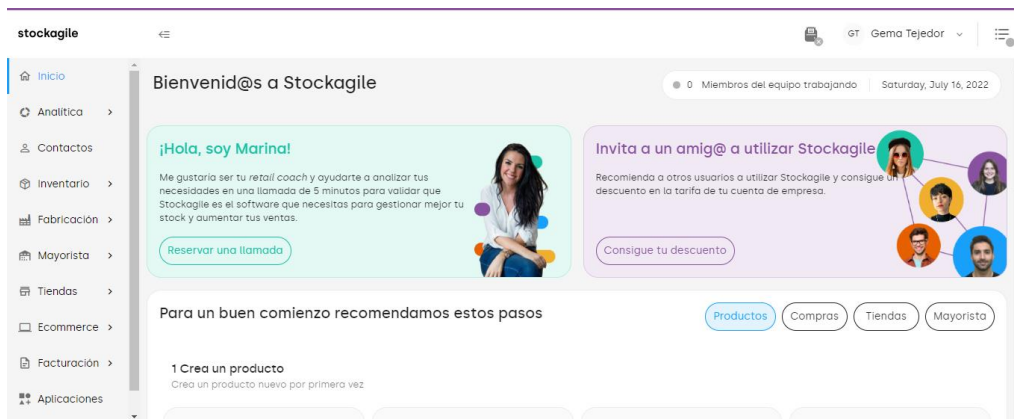 stockagile
GT Gema Tejedor
Inicio
Analítica
Contactos
Inventario
Fabricación
Mayorista
Tiendas
Ecommerce
Facturación
Aplicaciones
Bienvenid@s a Stockagile
0 Miembros del equipo trabajando
Saturday, July 16, 2022
¡Hola, soy Marina!
Me gustaría ser tu retail coach y ayudarte a analizar tus
necesidades en una llamada de 5 minutos para validar que
Stockagile es el software que necesitas para gestionar mejor tu
stock y aumentar tus ventas.
Reservar una llamada
Invita a un amig@ a utilizar Stockagile
Recomienda a otros usuarios a utilizar Stockagile y consigue un
descuento en la tarifa de tu cuenta de empresa.
Consigue tu descuento
Para un buen comienzo recomendamos estos pasos
Productos
Compras
Tiendas
Mayorista
1 Crea un producto
Crea un producto nuevo por primera vez